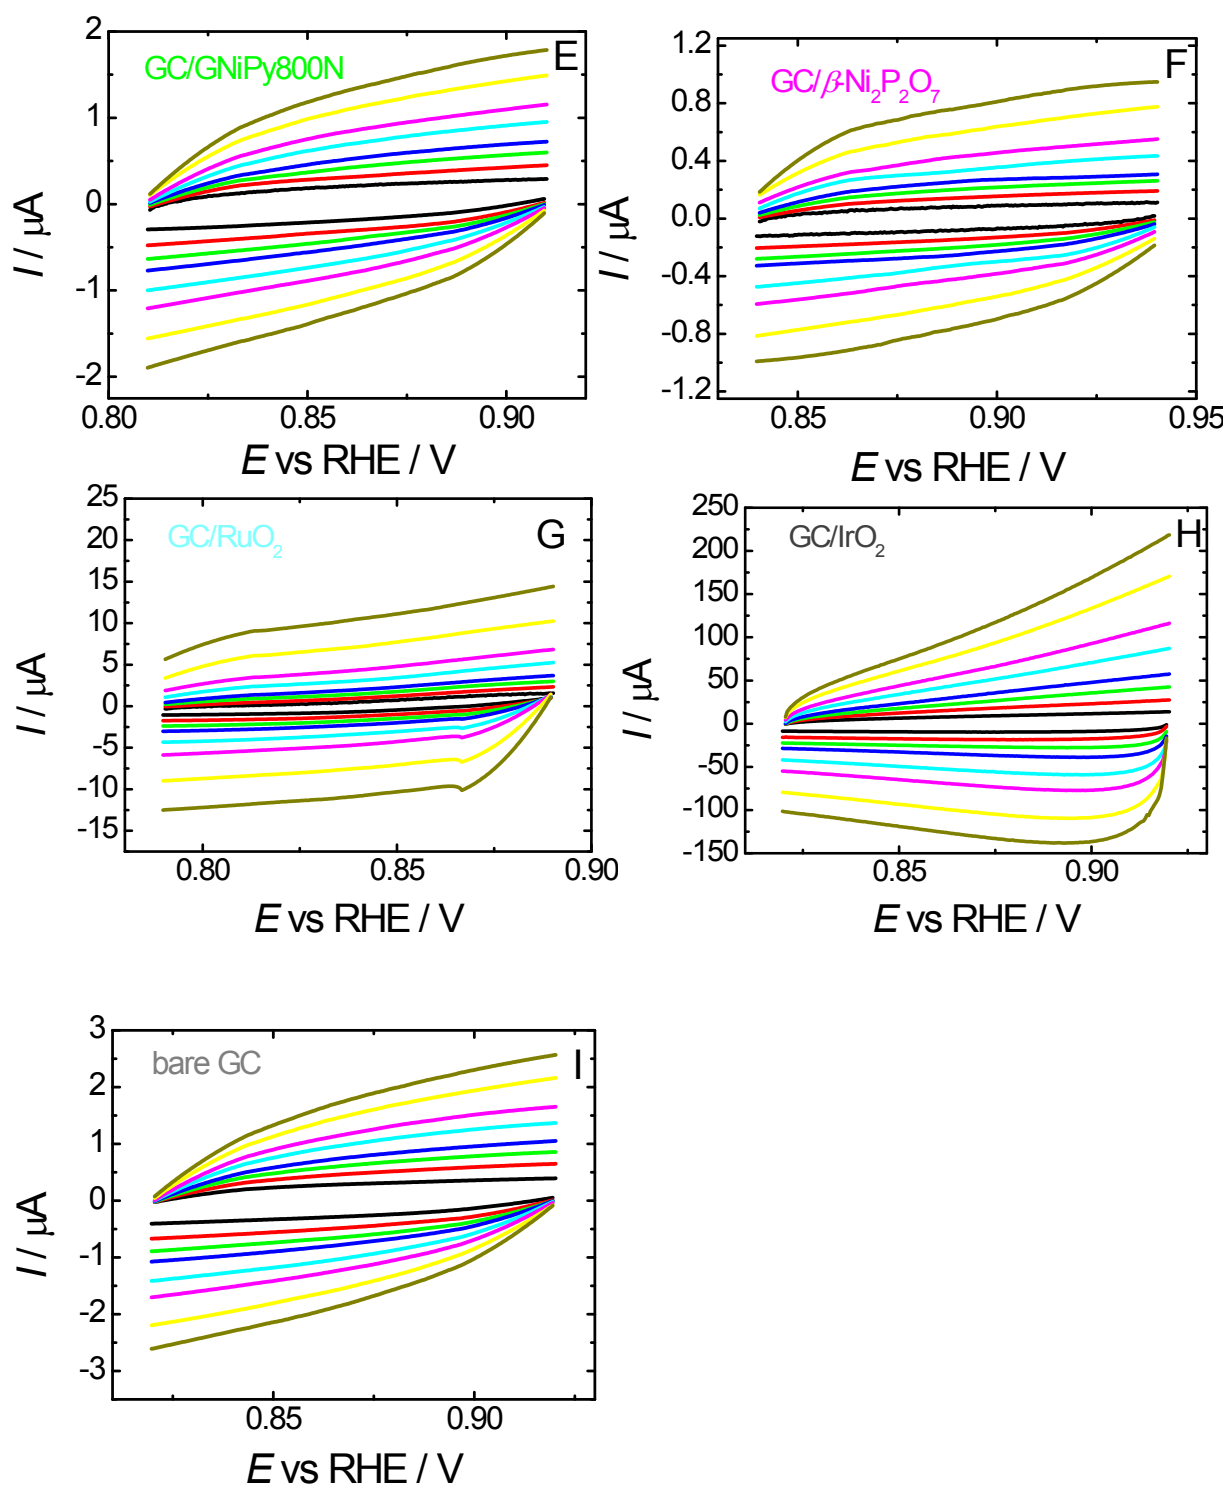 2
1
0
-1
-2
I / μA
GC/GNiPy800N
E
0.80
0.85
0.90
E vs RHE / V
1.2
0.8
0.4
0.0
-0.4
-0.8
-1.2
I / μA
GC/β-Ni₂P₂O₇
F
0.85
0.90
0.95
E vs RHE / V
25
20
15
10
5
0
-5
-10
-15
I / μA
GC/RuO₂
G
0.80
0.85
0.90
E vs RHE / V
250
200
150
100
50
0
-50
-100
-150
I / μA
GC/IrO₂
H
0.85
0.90
E vs RHE / V
3
2
1
0
-1
-2
-3
I / μA
bare GC
I
0.85
0.90
E vs RHE / V